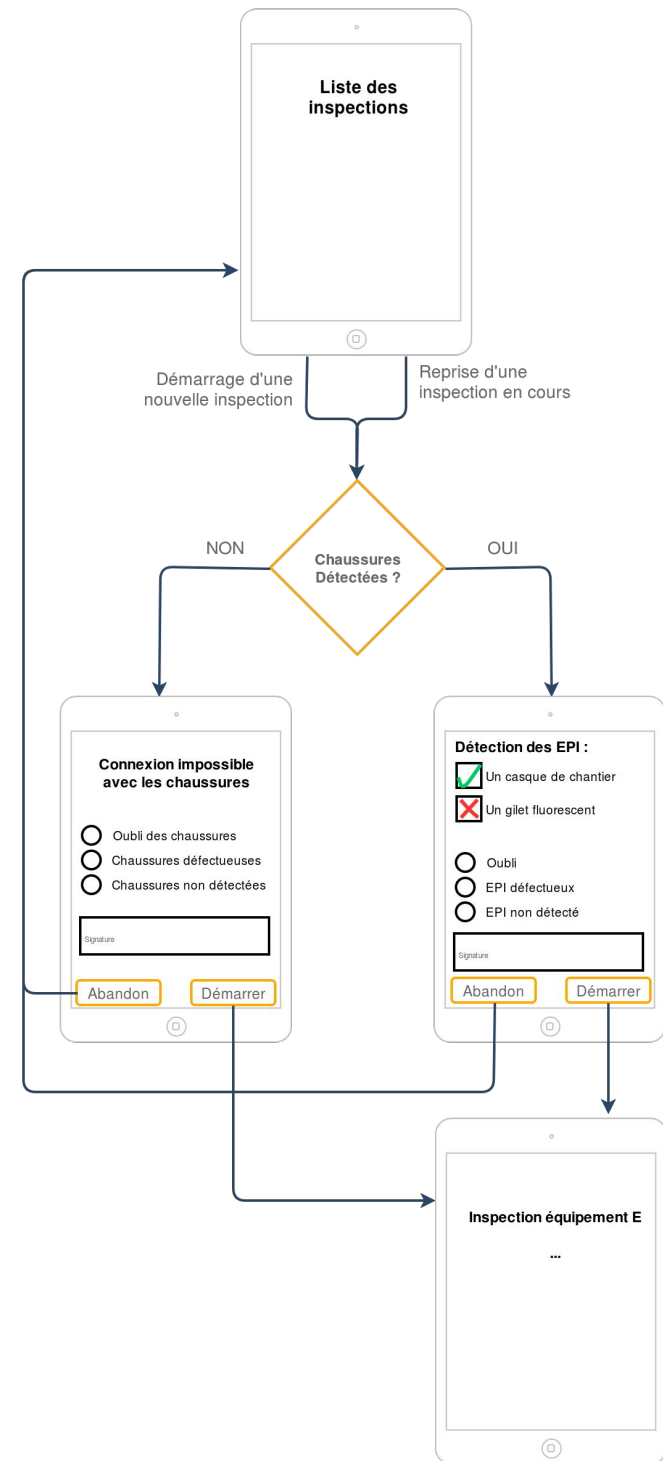 Liste des
inspections
Démarrage d'une
nouvelle inspection
Reprise d'une
inspection en cours
NON
Chaussures
Détectées ?
OUI
Connexion impossible
avec les chaussures
Oubli des chaussures
Chaussures défectueuses
Chaussures non détectées
Signature
Abandon
Démarrer
Détection des EPI :
Un casque de chantier
Un gilet fluorescent
Oubli
EPI défectueux
EPI non détecté
Signature
Abandon
Démarrer
Inspection équipement E
...